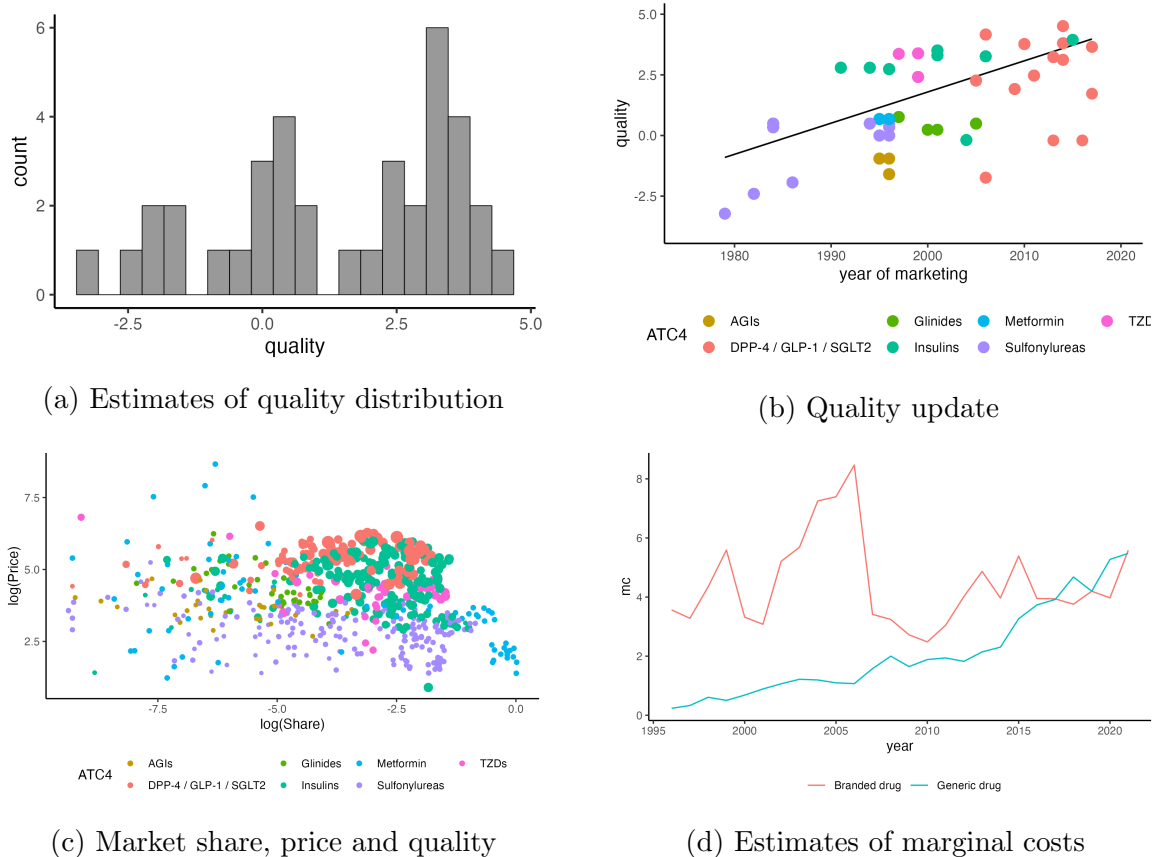 6
4
2
0
count
-2.5
0.0
2.5
5.0
quality
(a) Estimates of quality distribution
5.0
2.5
0.0
-2.5
quality
1980
1990
2000
2010
2020
year of marketing
ATC4
AGIs
Glinides
Metformin
TZD
DPP-4 / GLP-1 / SGLT2
Insulins
Sulfonylureas
(b) Quality update
7.5
5.0
2.5
log(Price)
-7.5
-5.0
-2.5
0.0
log(Share)
ATC4
AGIs
Glinides
Metformin
TZDs
DPP-4 / GLP-1 / SGLT2
Insulins
Sulfonylureas
(c) Market share, price and quality
8
6
4
2
0
mc
1995
2000
2005
2010
2015
2020
year
Branded drug
Generic drug
(d) Estimates of marginal costs